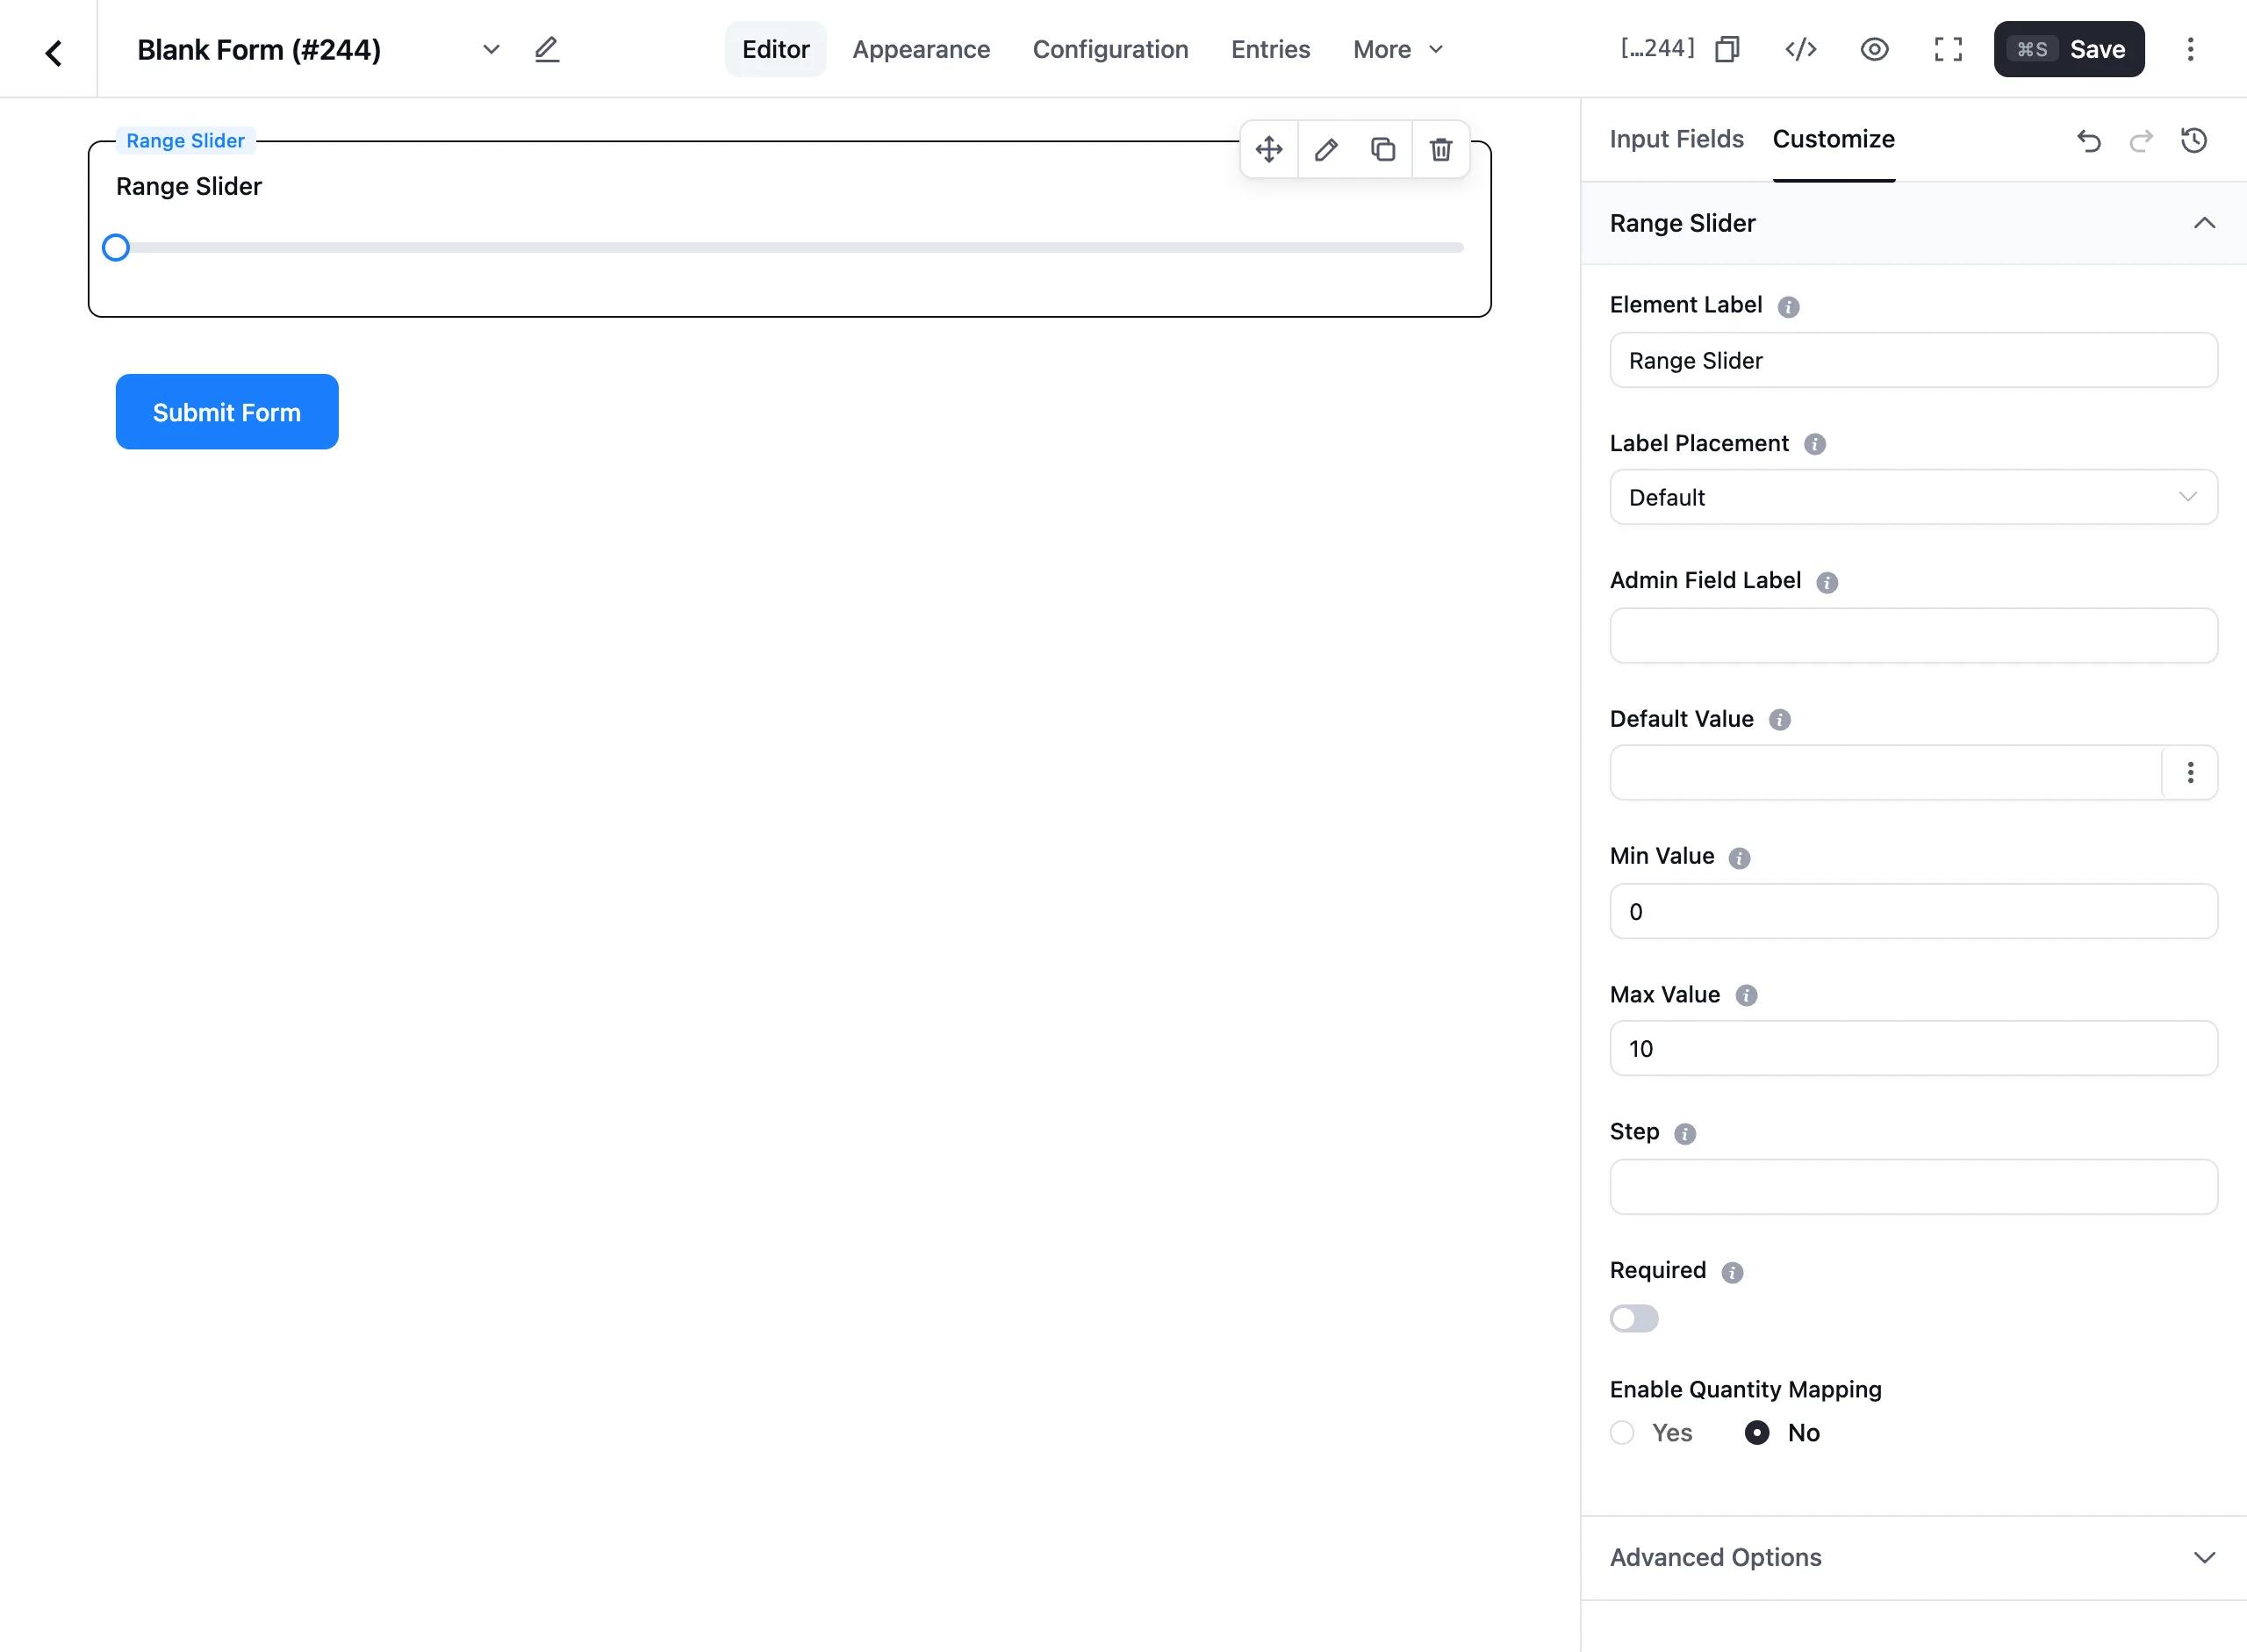 Blank Form (#244)
Editor
Appearance
Configuration
Entries
More
[…244]
⌘S Save
Range Slider
Range Slider
Submit Form
Input Fields
Customize
Range Slider
Element Label
Range Slider
Label Placement
Default
Admin Field Label
Default Value
Min Value
0
Max Value
10
Step
Required
Enable Quantity Mapping
Yes
No
Advanced Options